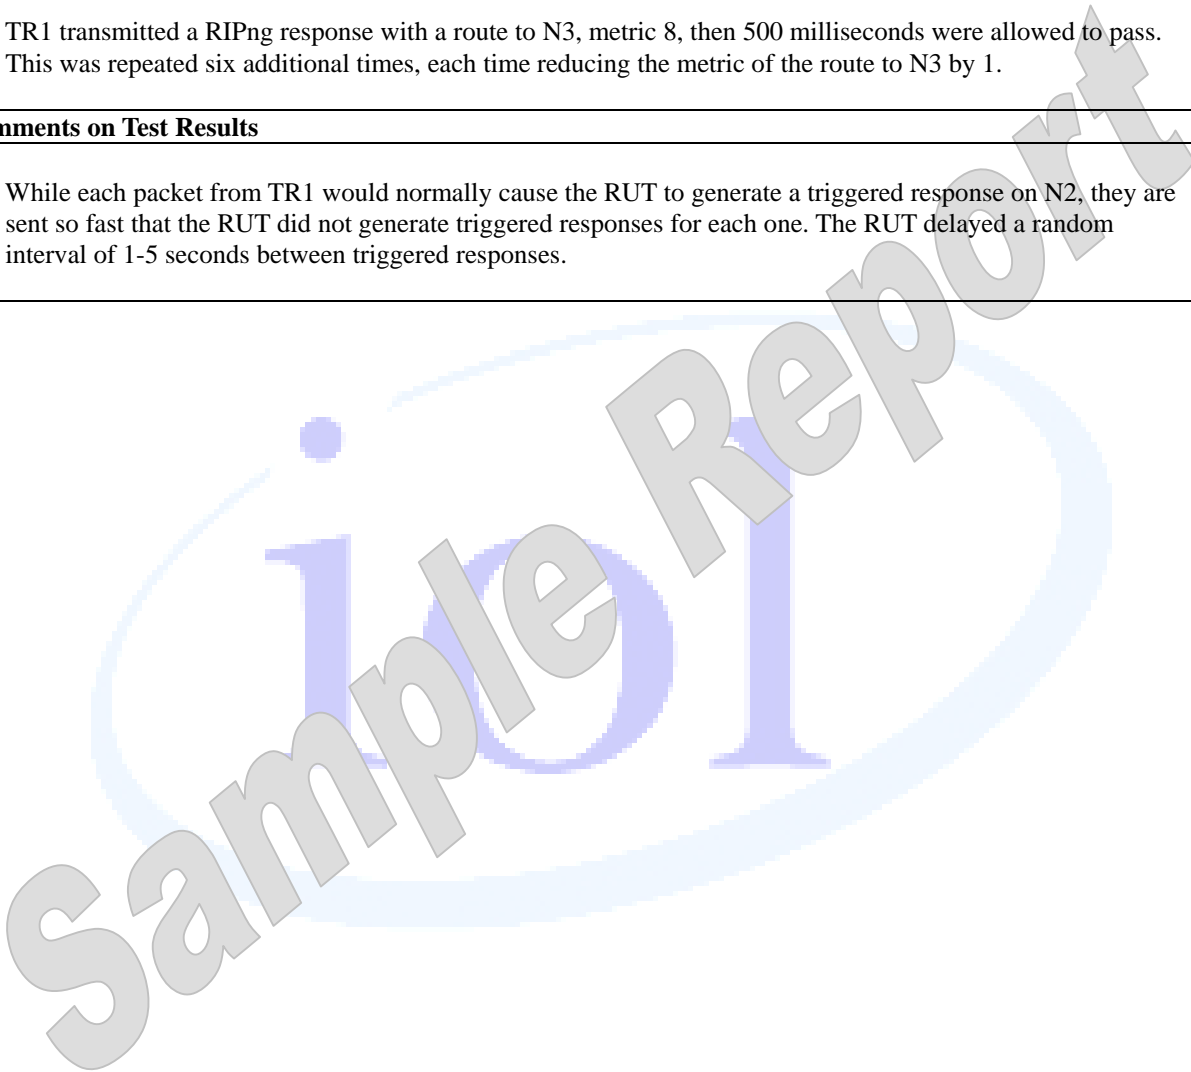 TR1 transmitted a RIPng response with a route to N3, metric 8, then 500 milliseconds were allowed to pass.
This was repeated six additional times, each time reducing the metric of the route to N3 by 1.
mments on Test Results
While each packet from TR1 would normally cause the RUT to generate a triggered response on N2, they are
sent so fast that the RUT did not generate triggered responses for each one. The RUT delayed a random
interval of 1-5 seconds between triggered responses.
iol
Sample Report